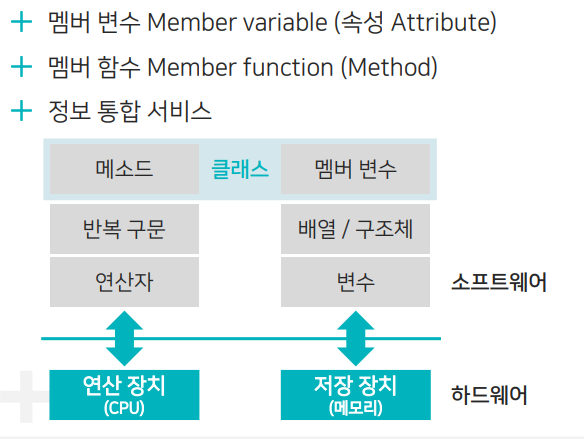 + 멤버 변수 Member variable (속성 Attribute)
+ 멤버 함수 Member function (Method)
+ 정보 통합 서비스
메소드 클래스 멤버 변수
반복 구문 배열 / 구조체
연산자 변수 소프트웨어
연산 장치 저장 장치 하드웨어
(CPU) (메모리)